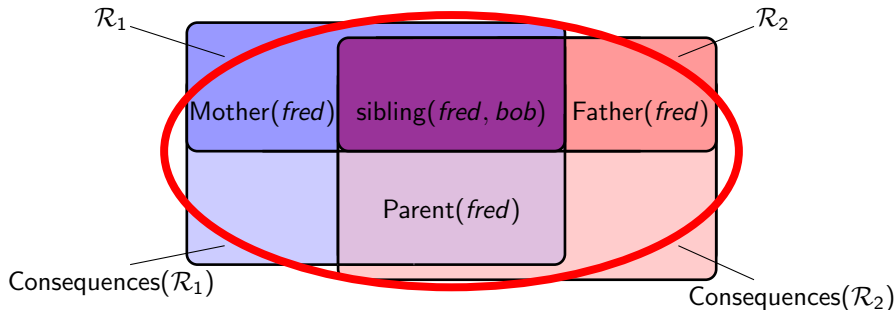 R₁
R₂
Mother(fred)
sibling(fred, bob)
Father(fred)
Parent(fred)
Consequences(R₁)
Consequences(R₂)